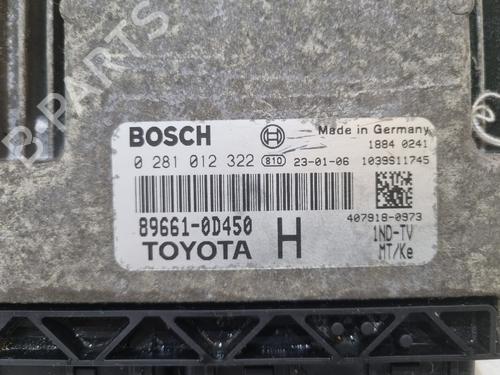 B-PARTS
BOSCH
Made in Germany
1884 0241
0 281 012 322 810 23-01-06 1039S11745
89661-0D450
407918-0973
TOYOTA H 1ND-TV
MT/Ke